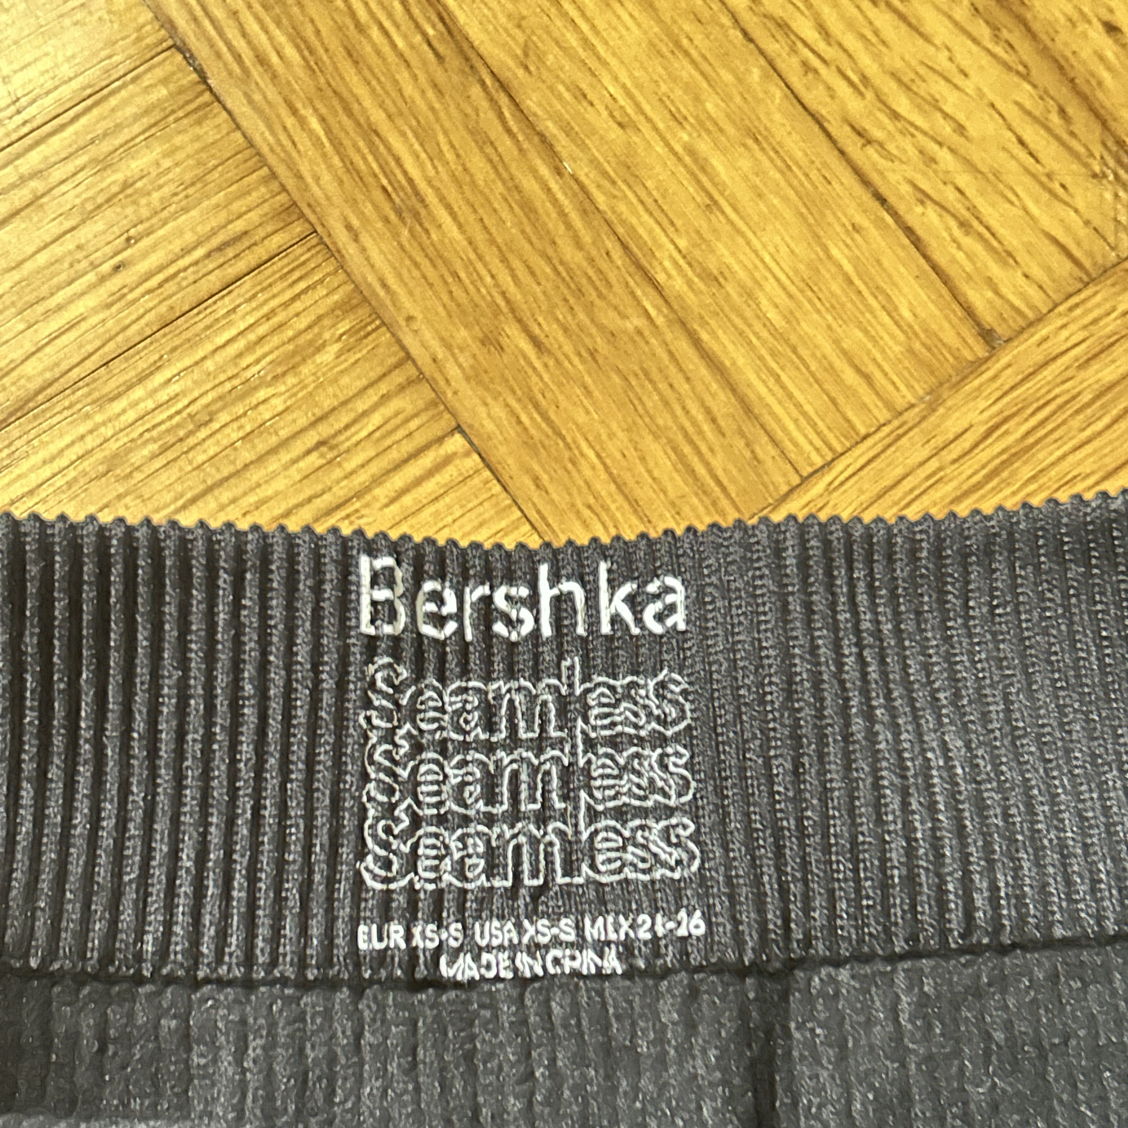 Bershka
Seamless
Seamless
Seamless
EUR XS-S USA XS-S MEX 24-26
MADE IN CHINA